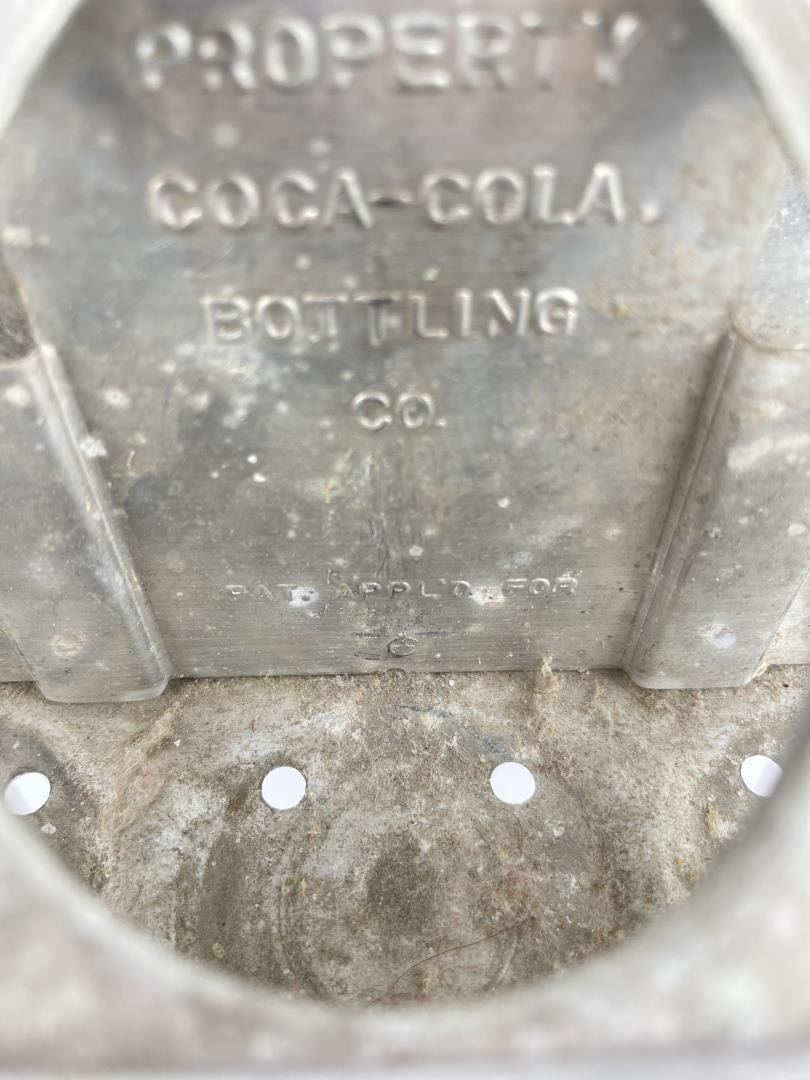 PROPERTY
COCA-COLA.
BOTTLING
CO.
PAT. APPL'D. FOR
C